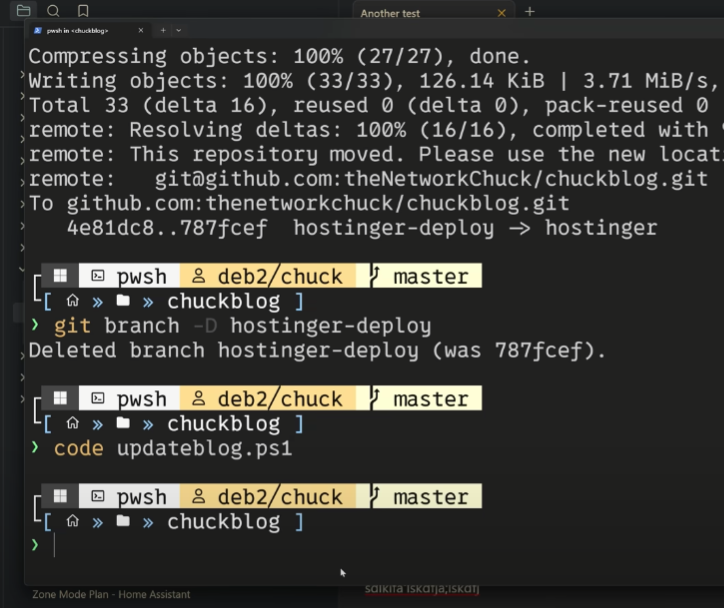 Another test
pwsh in <chuckblog>
Compressing objects: 100% (27/27), done.
Writing objects: 100% (33/33), 126.14 KiB | 3.71 MiB/s,
Total 33 (delta 16), reused 0 (delta 0), pack-reused 0
remote: Resolving deltas: 100% (16/16), completed with
remote: This repository moved. Please use the new locat
remote:   git@github.com:theNetworkChuck/chuckblog.git
To github.com:thenetworkchuck/chuckblog.git
4e81dc8..787fcef  hostinger-deploy -> hostinger
pwsh deb2/chuck master
[ » » chuckblog ]
❯ git branch -D hostinger-deploy
Deleted branch hostinger-deploy (was 787fcef).
pwsh deb2/chuck master
[ » » chuckblog ]
❯ code updateblog.ps1
pwsh deb2/chuck master
[ » » chuckblog ]
❯
Zone Mode Plan - Home Assistant